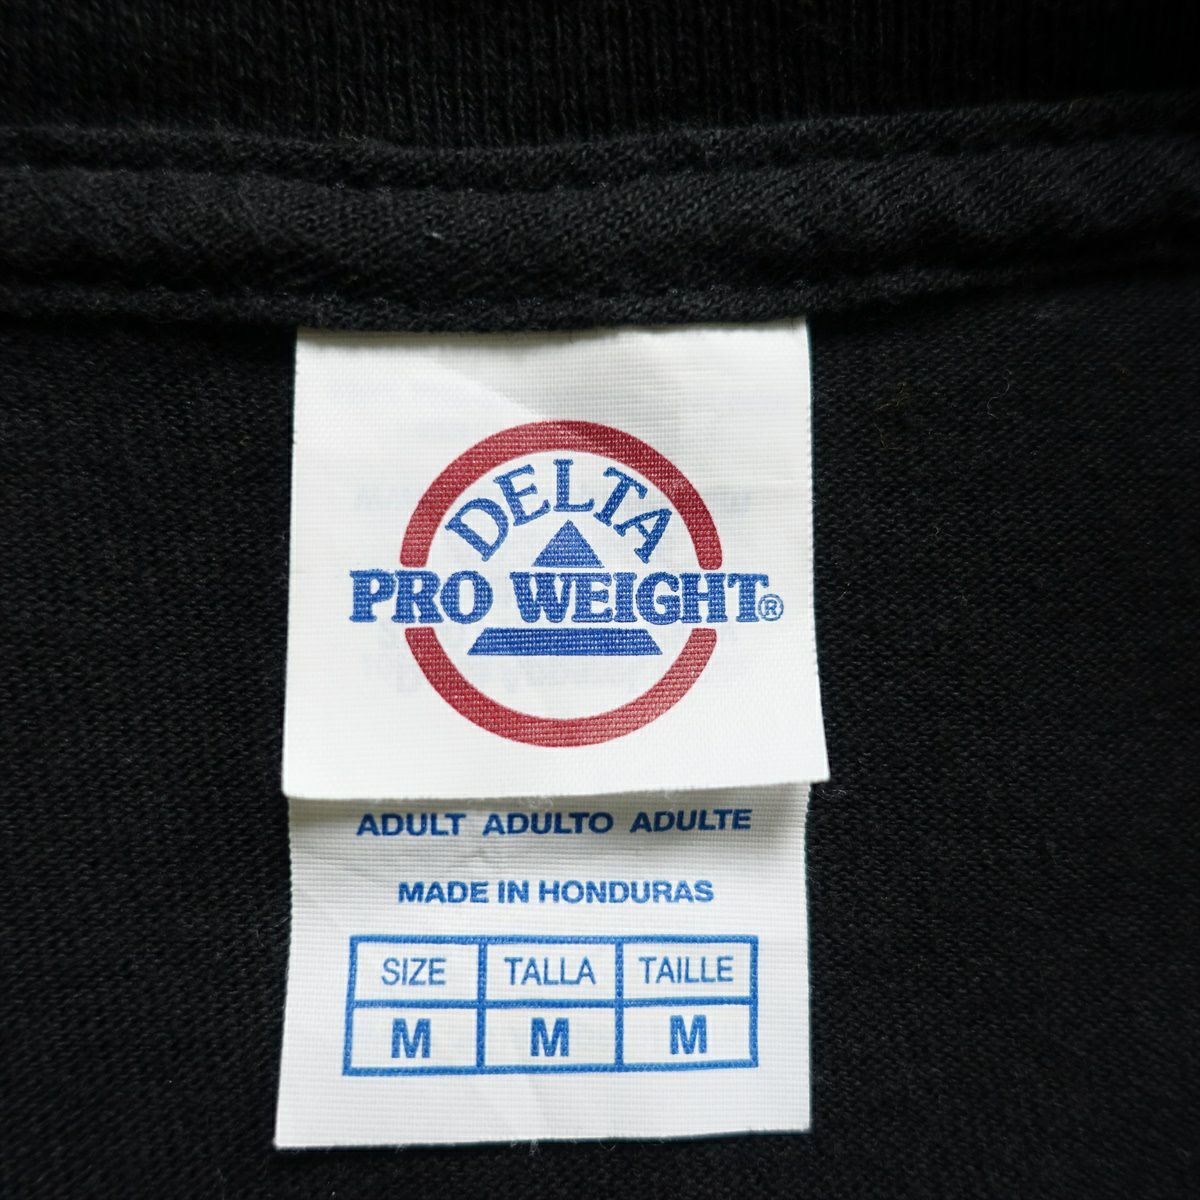 DELTA
PRO WEIGHT®
ADULT ADULTO ADULTE
MADE IN HONDURAS
SIZE TALLA TAILLE
M M M